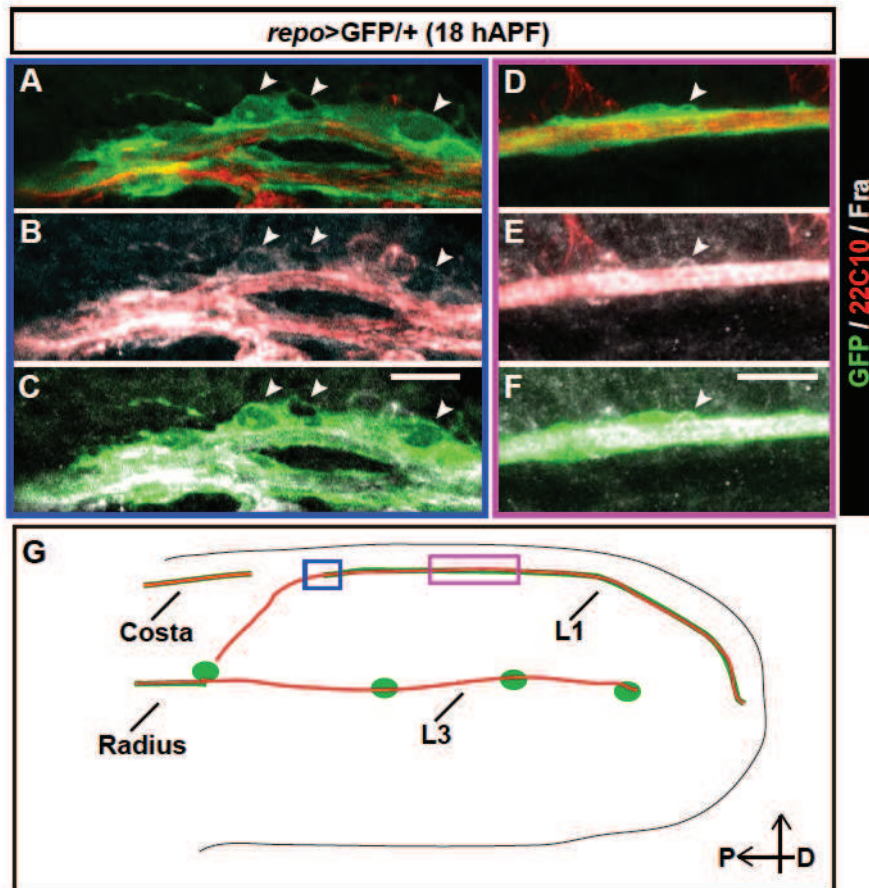 repo>GFP/+ (18 hAPF)
A
B
C
D
E
F
GFP / 22C10 / Fra
G
Costa
L1
Radius
L3
P
D